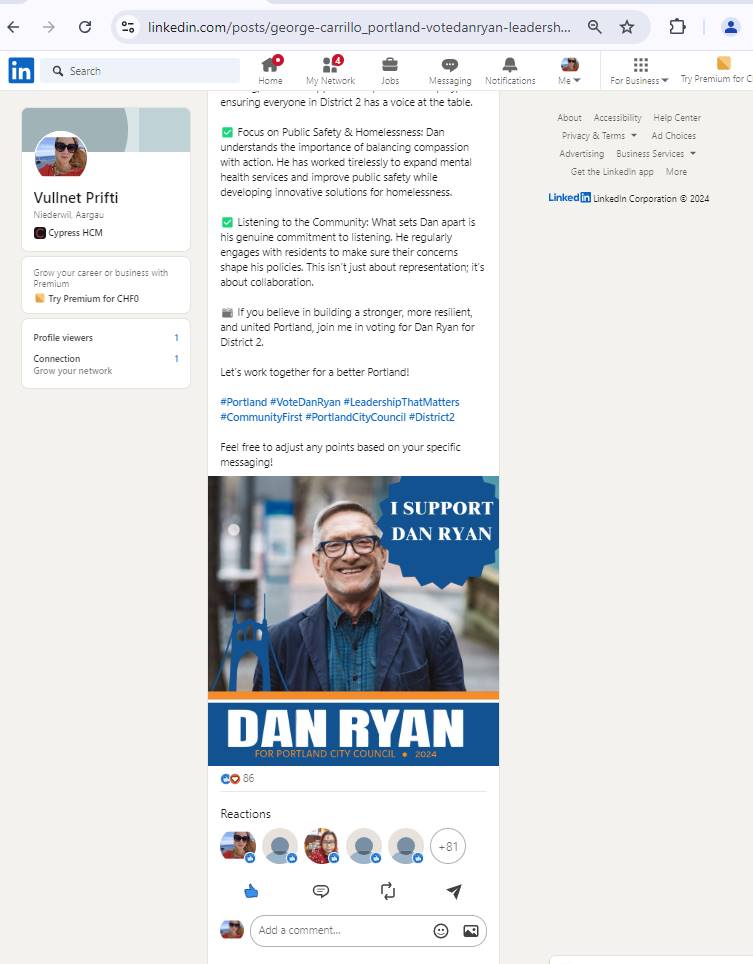 linkedin.com/posts/george-carrillo_portland-votedanryan-leadersh...
in
Search
Home
4
My Network
Jobs
Messaging
Notifications
Me
For Business
Try Premium for C
Vullnet Prifti
Niederwil, Aargau
Cypress HCM
Grow your career or business with
Premium
Try Premium for CHF0
Profile viewers 1
Connection 1
Grow your network
ensuring everyone in District 2 has a voice at the table.
✅ Focus on Public Safety & Homelessness: Dan
understands the importance of balancing compassion
with action. He has worked tirelessly to expand mental
health services and improve public safety while
developing innovative solutions for homelessness.
✅ Listening to the Community: What sets Dan apart is
his genuine commitment to listening. He regularly
engages with residents to make sure their concerns
shape his policies. This isn't just about representation; it's
about collaboration.
If you believe in building a stronger, more resilient,
and united Portland, join me in voting for Dan Ryan for
District 2.
Let's work together for a better Portland!
#Portland #VoteDanRyan #LeadershipThatMatters
#CommunityFirst #PortlandCityCouncil #District2
Feel free to adjust any points based on your specific
messaging!
I SUPPORT
DAN RYAN
DAN RYAN
FOR PORTLAND CITY COUNCIL • 2024
86
Reactions
+81
Add a comment...
About Accessibility Help Center
Privacy & Terms Ad Choices
Advertising Business Services
Get the LinkedIn app More
LinkedIn LinkedIn Corporation © 2024